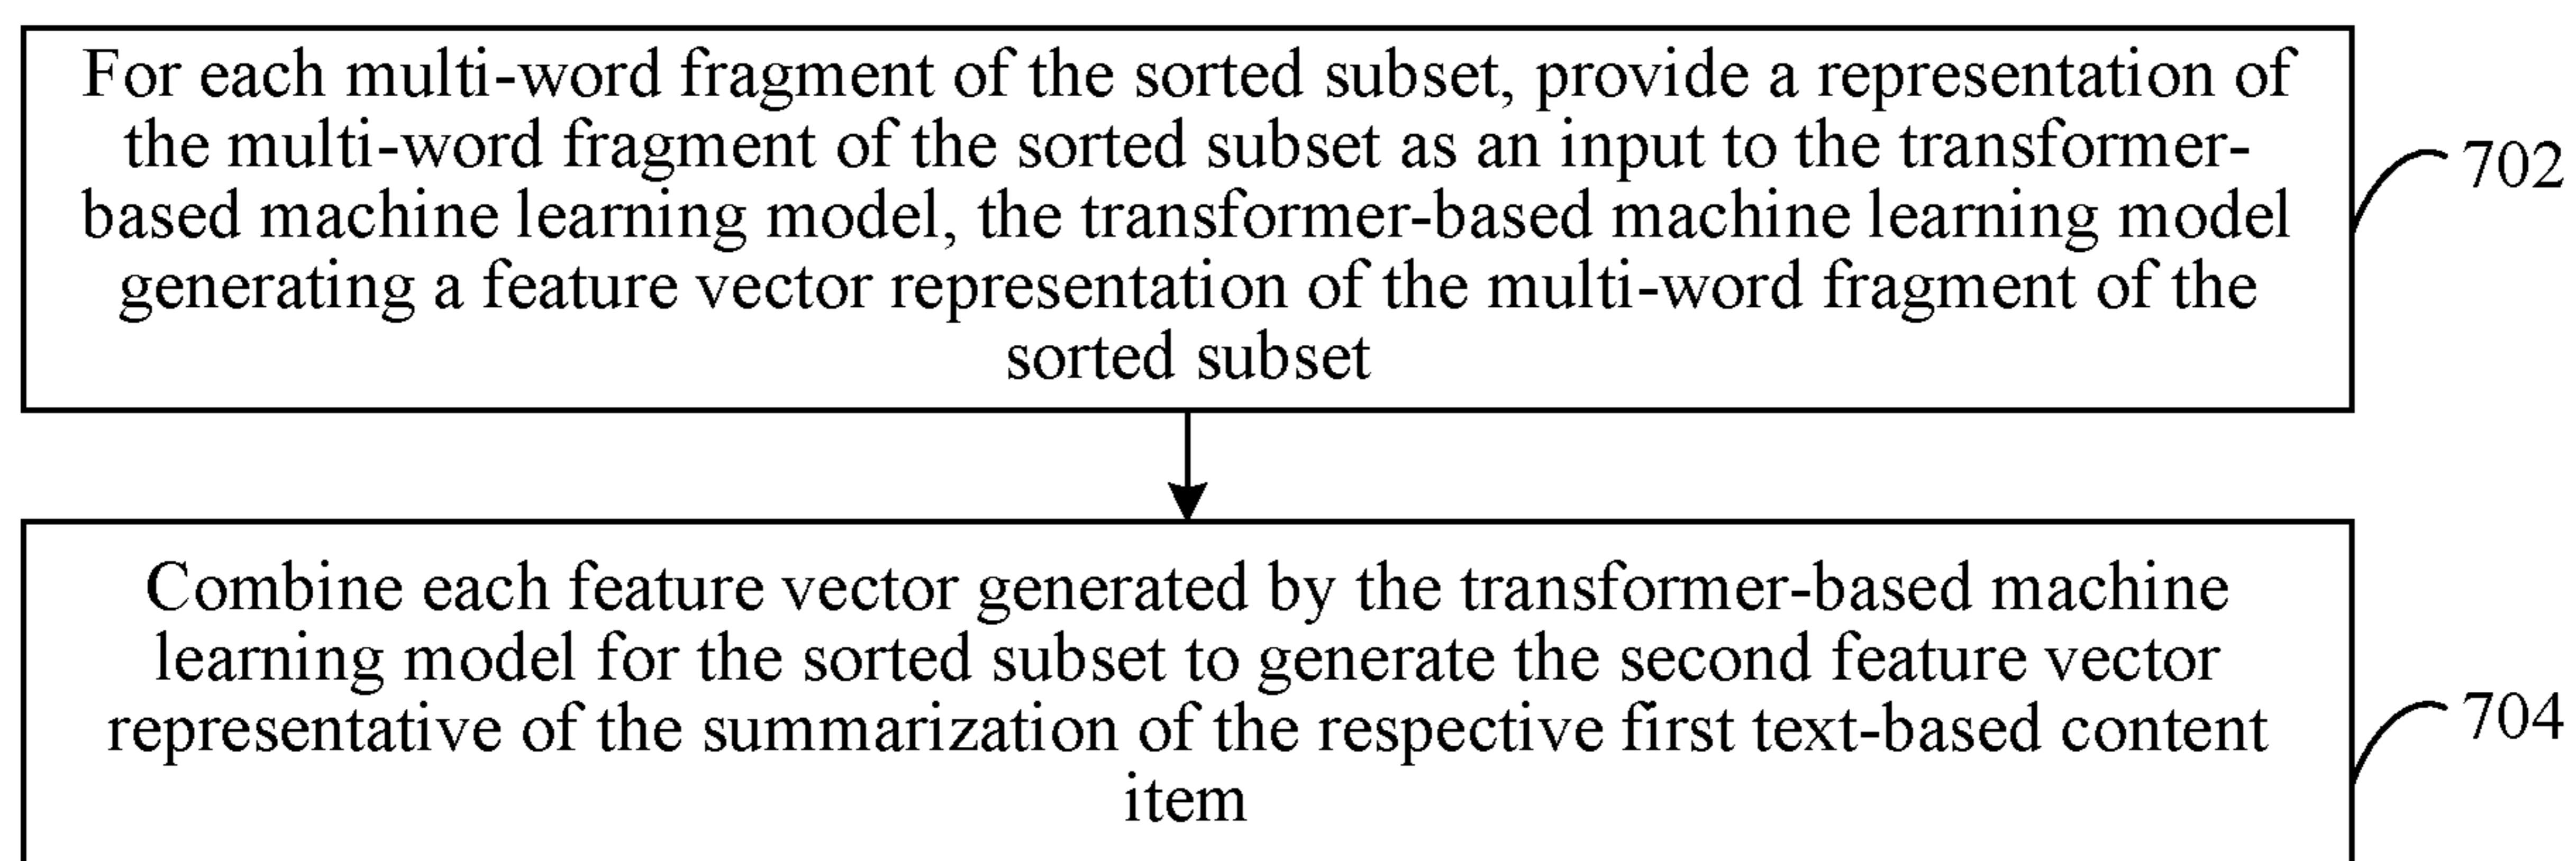 For each multi-word fragment of the sorted subset, provide a representation of
the multi-word fragment of the sorted subset as an input to the transformer-
based machine learning model, the transformer-based machine learning model
generating a feature vector representation of the multi-word fragment of the
sorted subset
702
Combine each feature vector generated by the transformer-based machine
learning model for the sorted subset to generate the second feature vector
representative of the summarization of the respective first text-based content
item
704